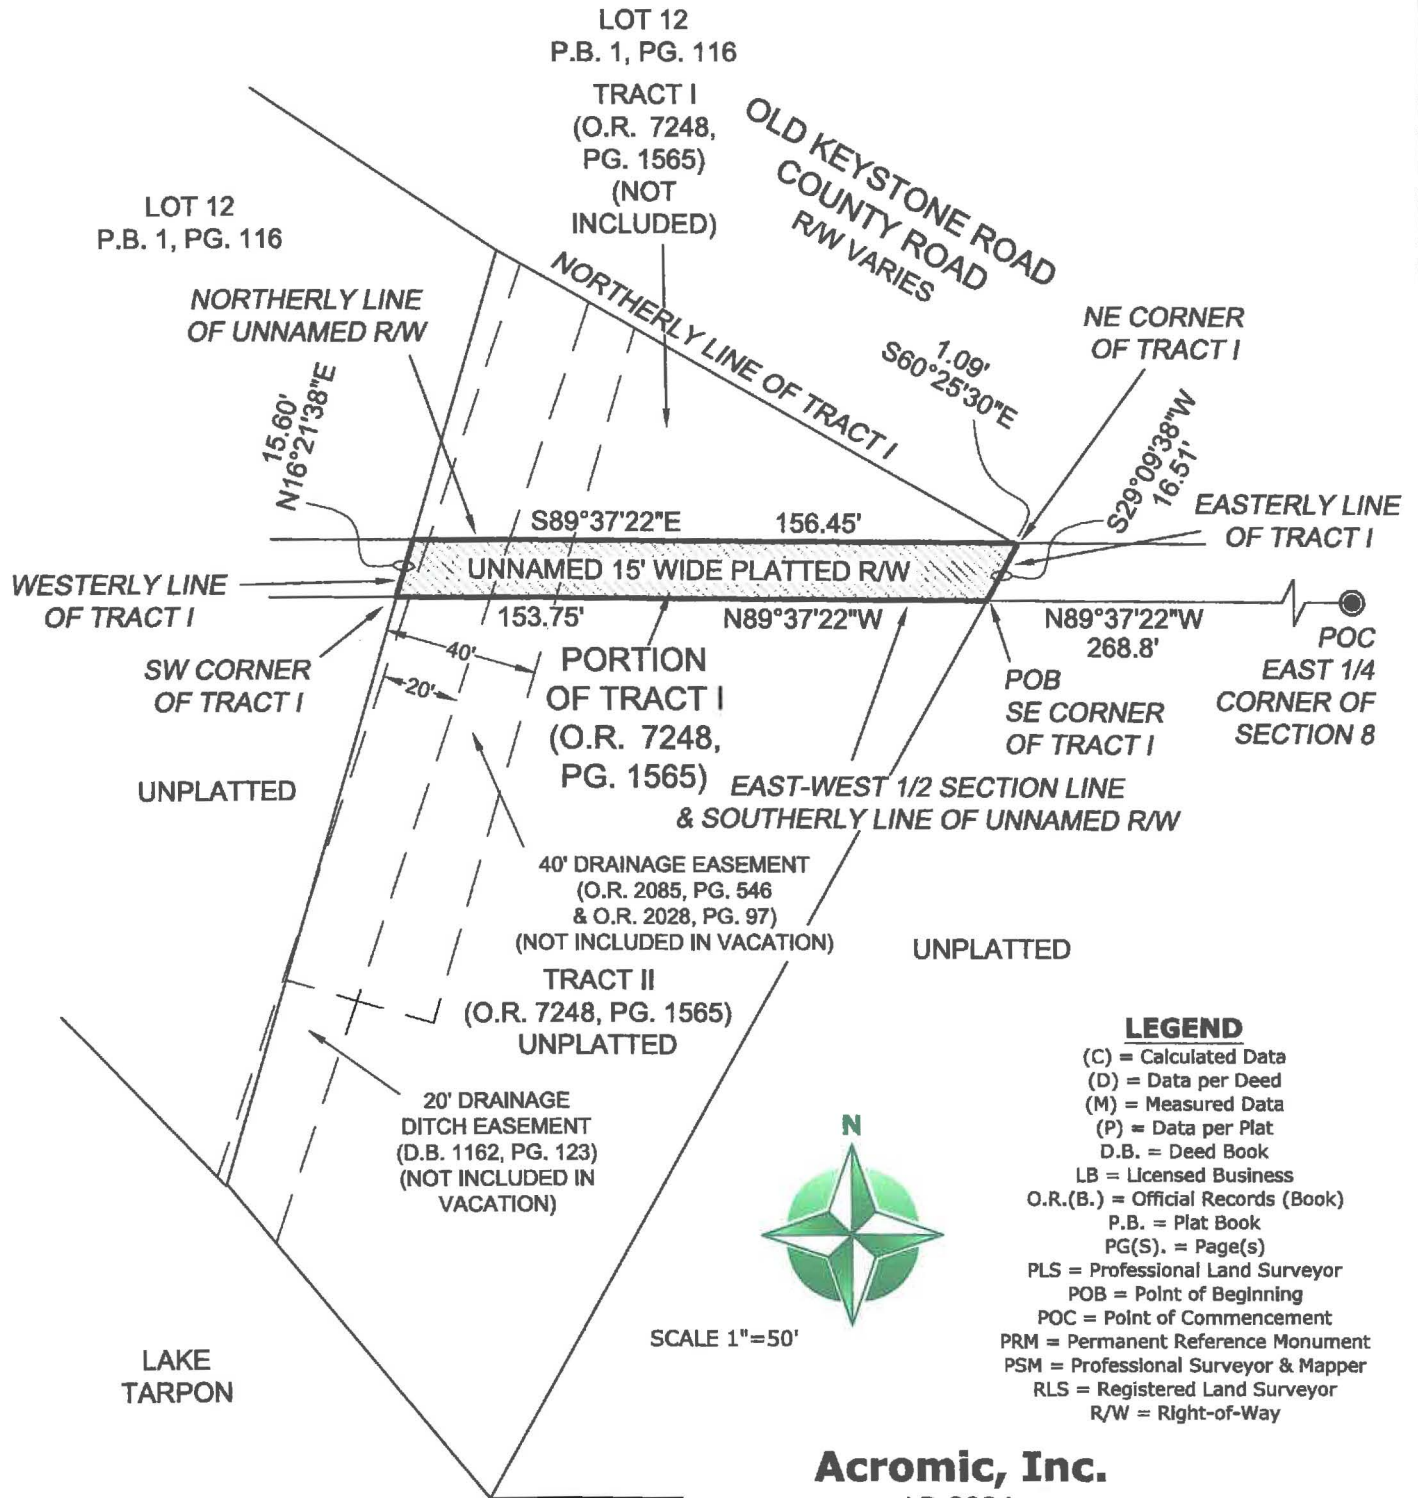 LOT 12
P.B. 1, PG. 116
TRACT I
(O.R. 7248,
PG. 1565)
(NOT
INCLUDED)
OLD KEYSTONE ROAD
COUNTY ROAD
R/W VARIES
LOT 12
P.B. 1, PG. 116
NORTHERLY LINE
OF UNNAMED R/W
NORTHERLY LINE OF TRACT I
NE CORNER
OF TRACT I
1.09'
S60°25'30"E
15.60'
N16°21'38"E
S29°09'38"W
16.51'
EASTERLY LINE
OF TRACT I
S89°37'22"E 156.45'
UNNAMED 15' WIDE PLATTED R/W
WESTERLY LINE
OF TRACT I
153.75' N89°37'22"W
N89°37'22"W
268.8'
POC
EAST 1/4
CORNER OF
SECTION 8
SW CORNER
OF TRACT I
40'
20'
PORTION
OF TRACT I
(O.R. 7248,
PG. 1565)
POB
SE CORNER
OF TRACT I
UNPLATTED
EAST-WEST 1/2 SECTION LINE
& SOUTHERLY LINE OF UNNAMED R/W
40' DRAINAGE EASEMENT
(O.R. 2085, PG. 546
& O.R. 2028, PG. 97)
(NOT INCLUDED IN VACATION)
UNPLATTED
TRACT II
(O.R. 7248, PG. 1565)
UNPLATTED
20' DRAINAGE
DITCH EASEMENT
(D.B. 1162, PG. 123)
(NOT INCLUDED IN
VACATION)
LEGEND
(C) = Calculated Data
(D) = Data per Deed
(M) = Measured Data
(P) = Data per Plat
D.B. = Deed Book
LB = Licensed Business
O.R.(B.) = Official Records (Book)
P.B. = Plat Book
PG(S). = Page(s)
PLS = Professional Land Surveyor
POB = Point of Beginning
POC = Point of Commencement
PRM = Permanent Reference Monument
PSM = Professional Surveyor & Mapper
RLS = Registered Land Surveyor
R/W = Right-of-Way
N
SCALE 1"=50'
LAKE
TARPON
Acromic, Inc.